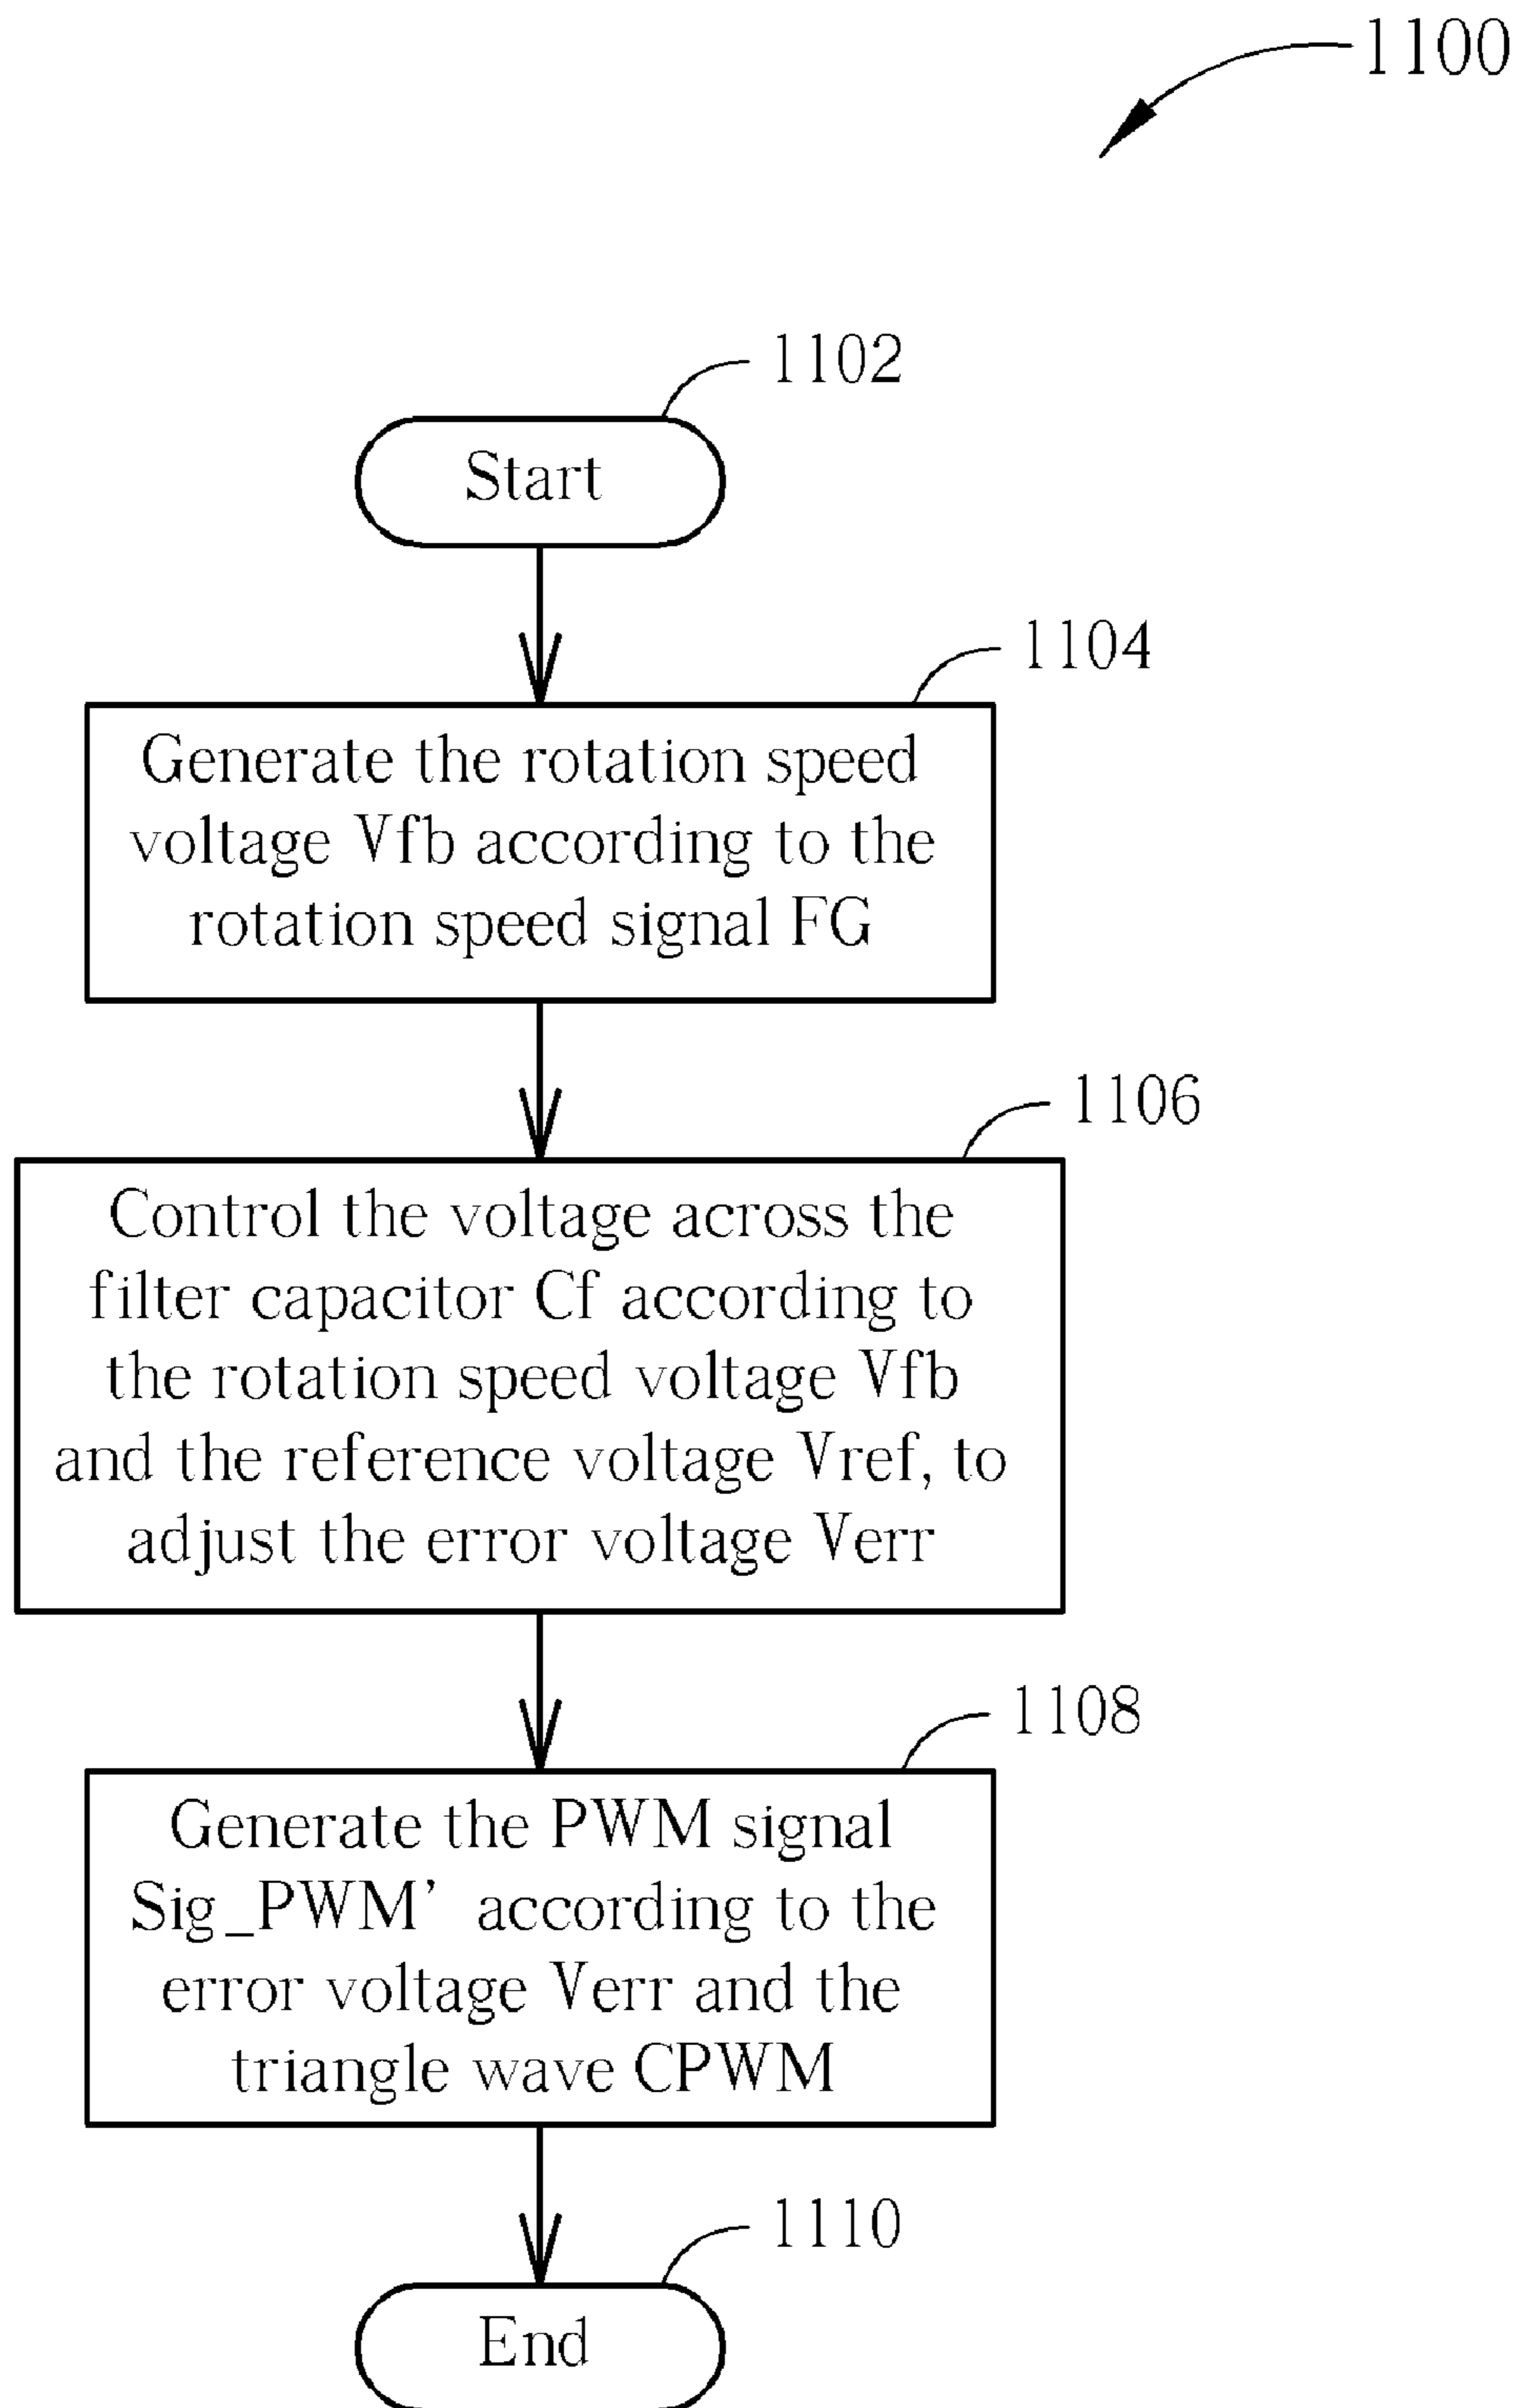 1100
1102
Start
1104
Generate the rotation speed
voltage Vfb according to the
rotation speed signal FG
1106
Control the voltage across the
filter capacitor Cf according to
the rotation speed voltage Vfb
and the reference voltage Vref, to
adjust the error voltage Verr
1108
Generate the PWM signal
Sig_PWM’ according to the
error voltage Verr and the
triangle wave CPWM
1110
End